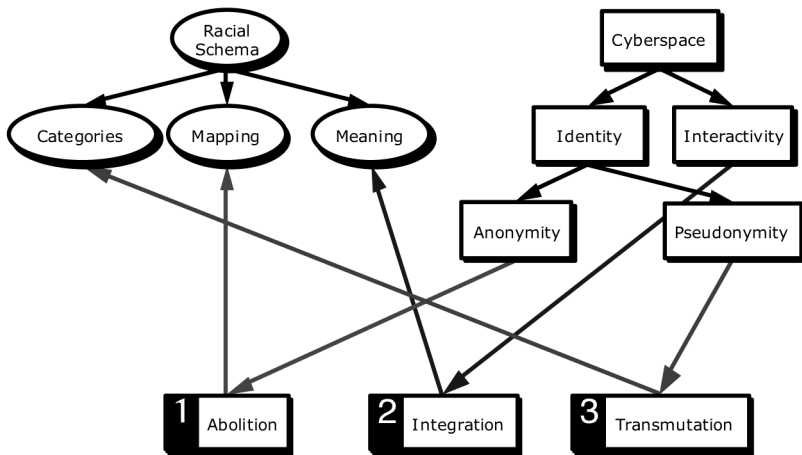 Racial
Schema
Cyberspace
Categories
Mapping
Meaning
Identity
Interactivity
Anonymity
Pseudonymity
1 Abolition
2 Integration
3 Transmutation